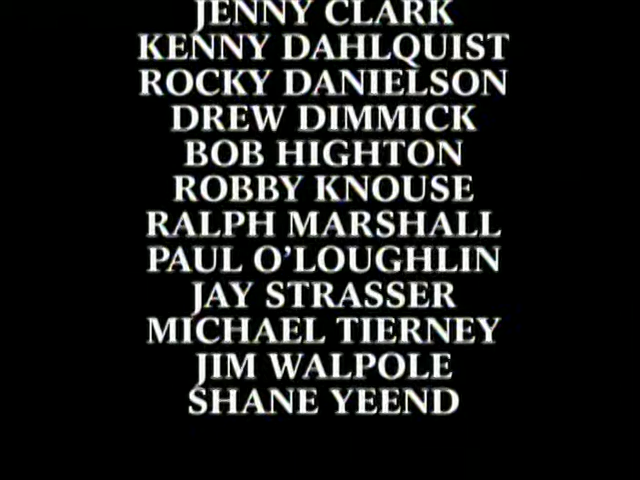 JENNY CLARK
KENNY DAHLQUIST
ROCKY DANIELSON
DREW DIMMICK
BOB HIGHTON
ROBBY KNOUSE
RALPH MARSHALL
PAUL O'LOUGHLIN
JAY STRASSER
MICHAEL TIERNEY
JIM WALPOLE
SHANE YEEND